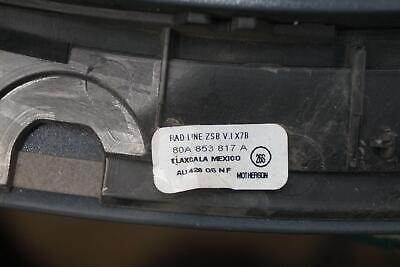 RAD LINE ZSB V.I X7B
80A 853 817 A
TLAXCALA MEXICO
266
AU 426 06 N F
MOTHERSON